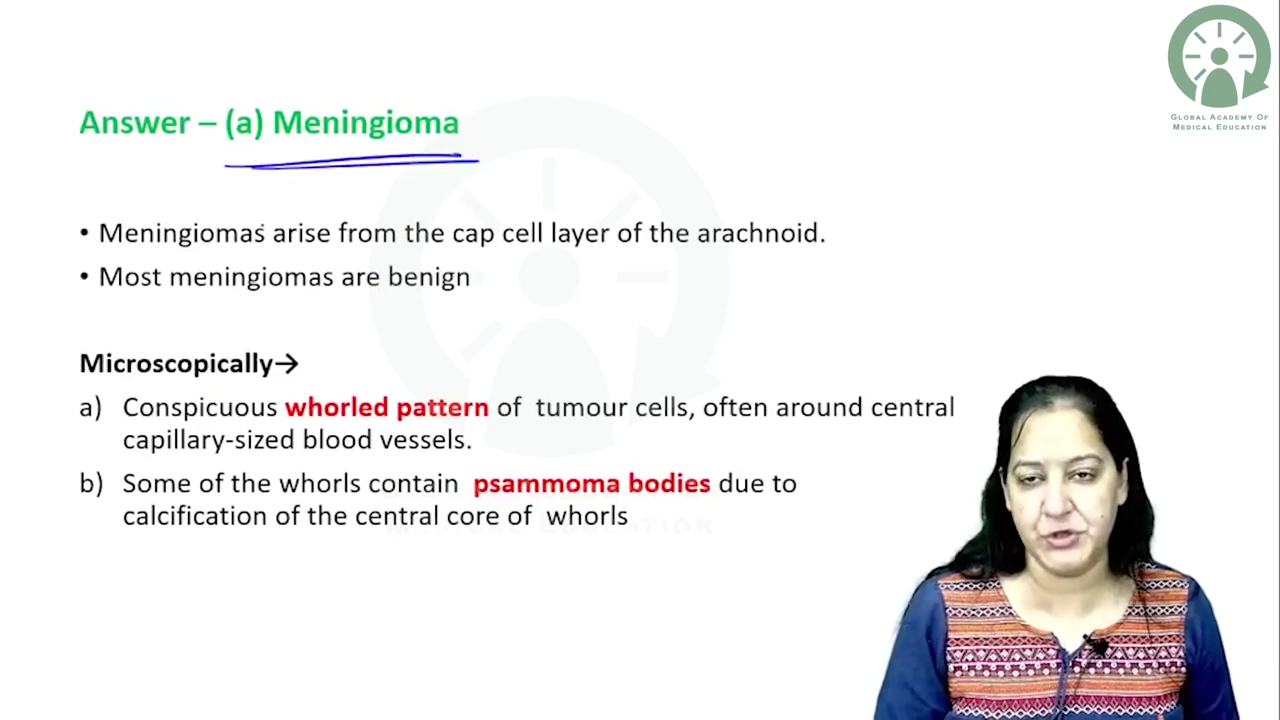 GLOBAL ACADEMY OF
MEDICAL EDUCATION
Answer – (a) Meningioma
• Meningiomas arise from the cap cell layer of the arachnoid.
• Most meningiomas are benign
Microscopically→
a) Conspicuous whorled pattern of tumour cells, often around central
capillary-sized blood vessels.
b) Some of the whorls contain psammoma bodies due to
calcification of the central core of whorls